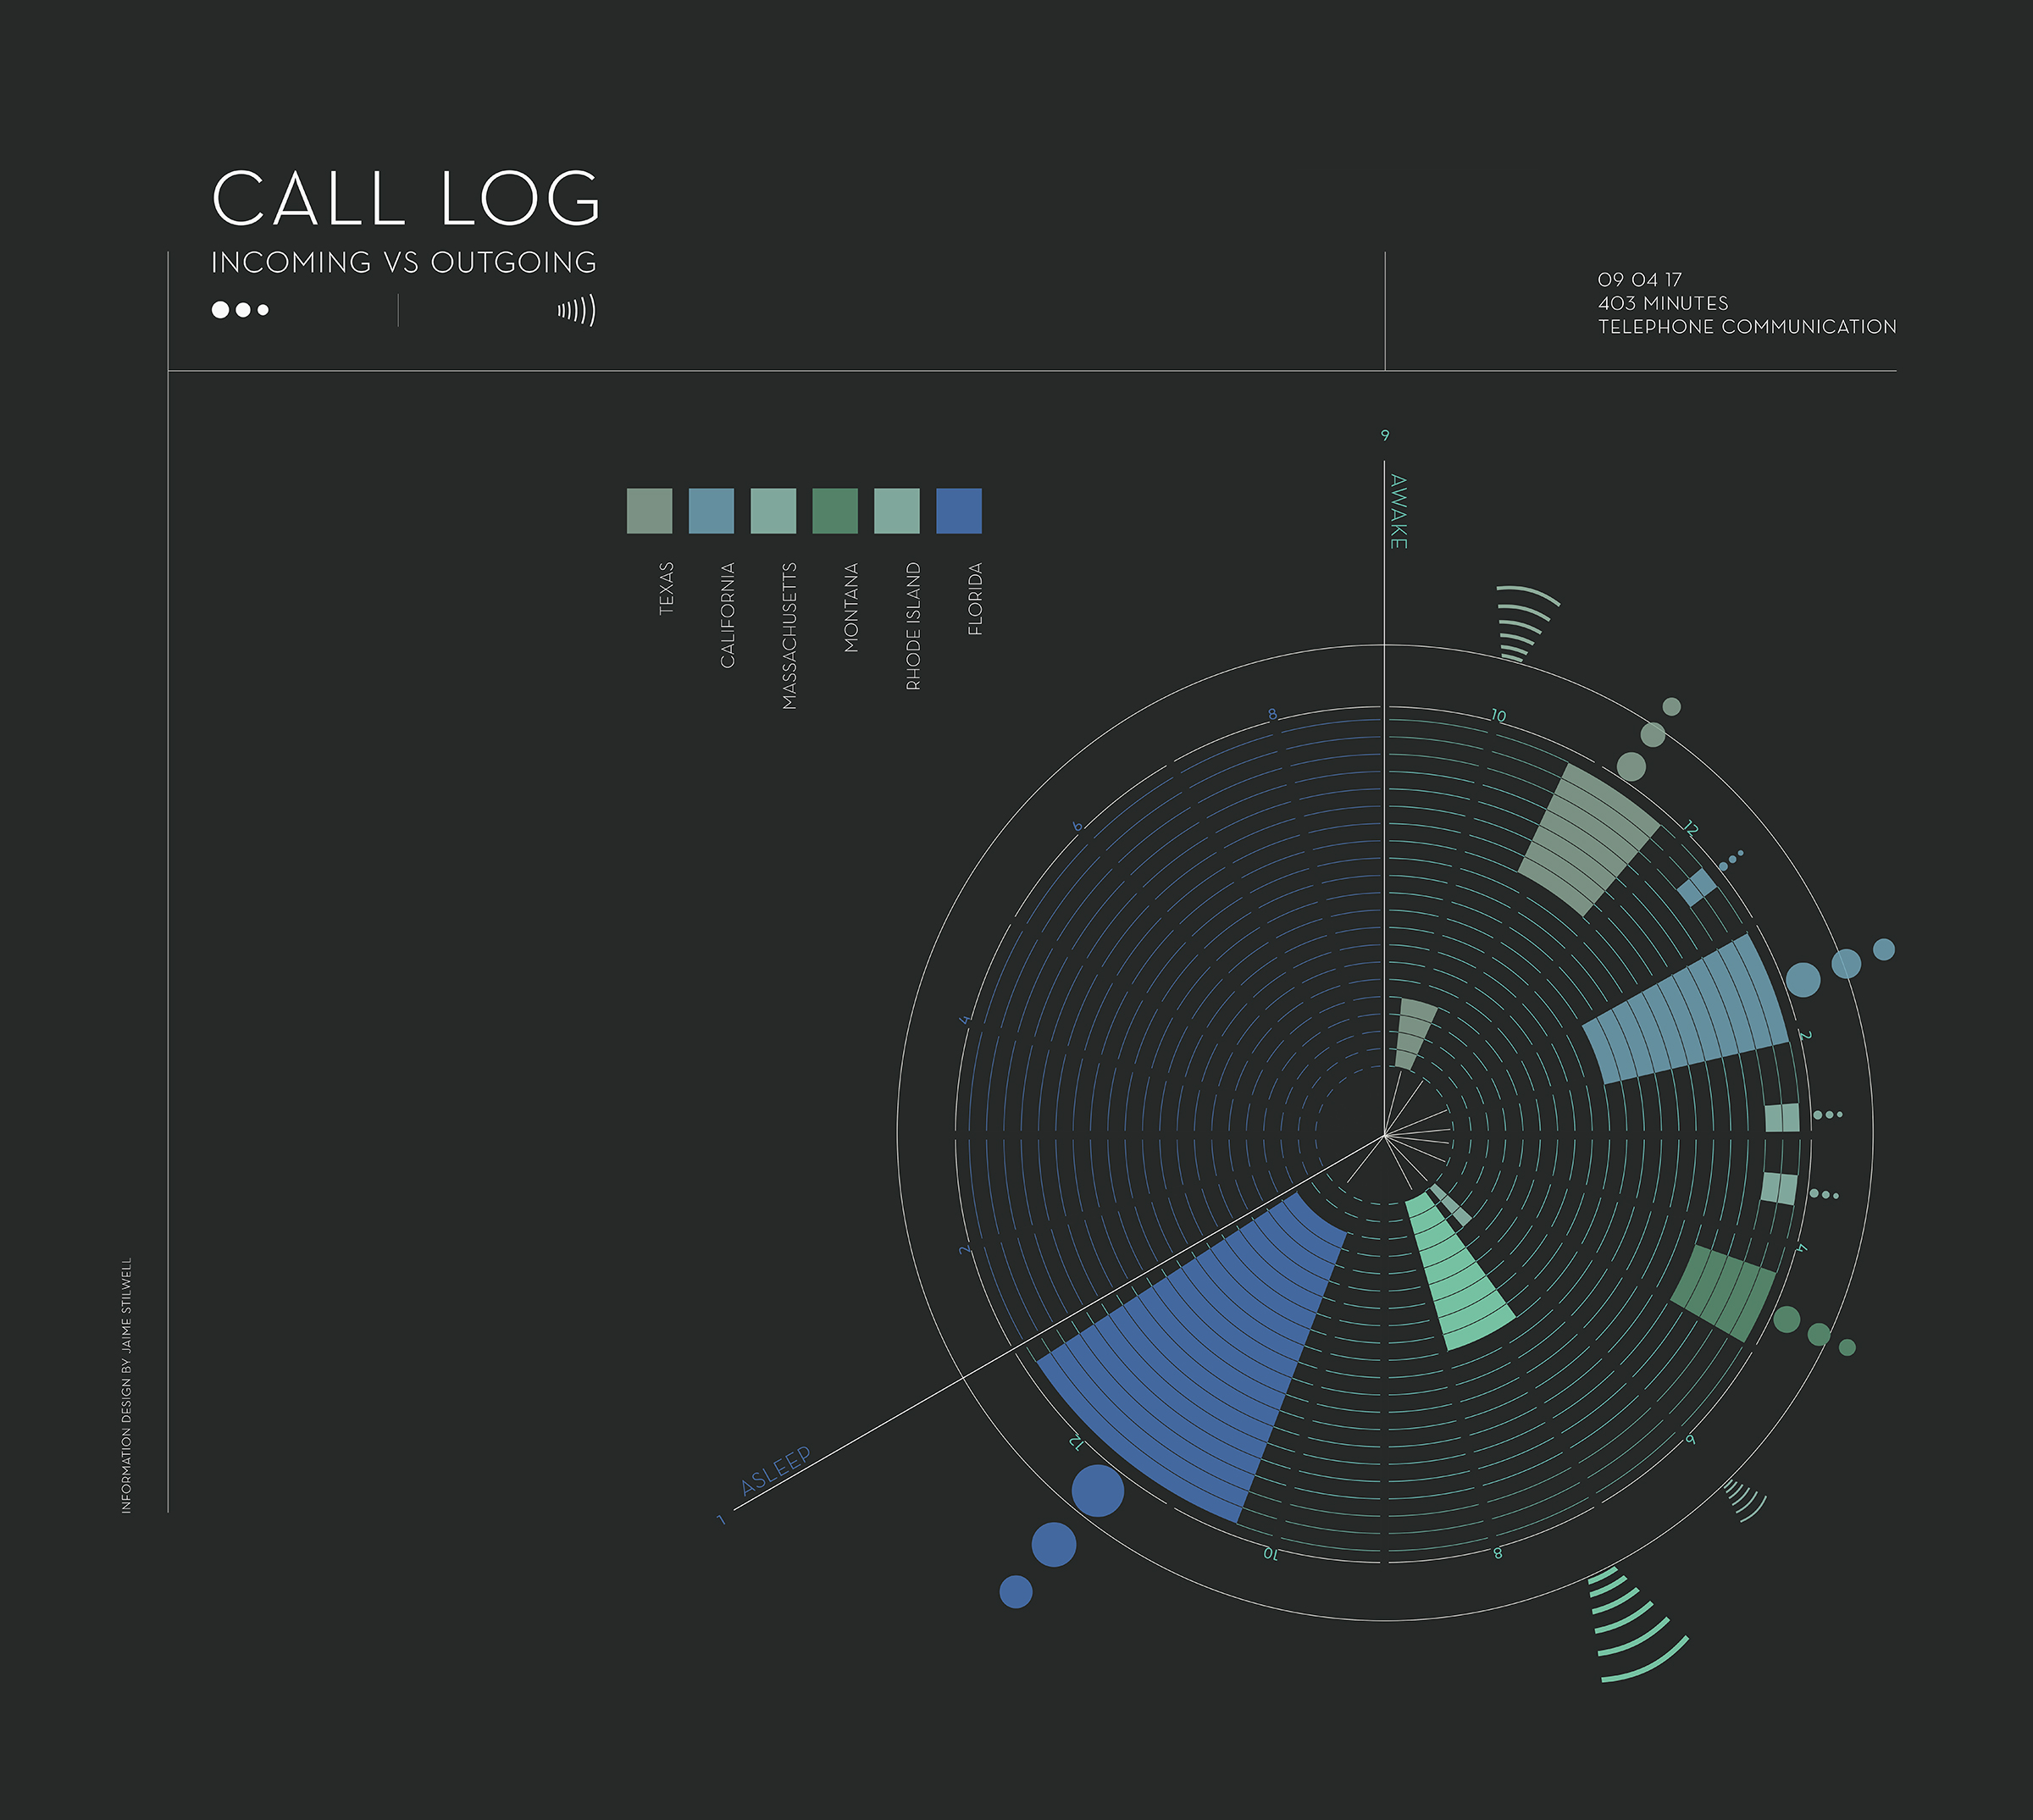 CALL LOG
INCOMING VS OUTGOING
09 04 17
403 MINUTES
TELEPHONE COMMUNICATION
TEXAS
CALIFORNIA
MASSACHUSETTS
MONTANA
RHODE ISLAND
FLORIDA
9
AWAKE
10
12
2
4
6
8
10
12
1
ASLEEP
2
4
6
8
INFORMATION DESIGN BY JAIME STILWELL